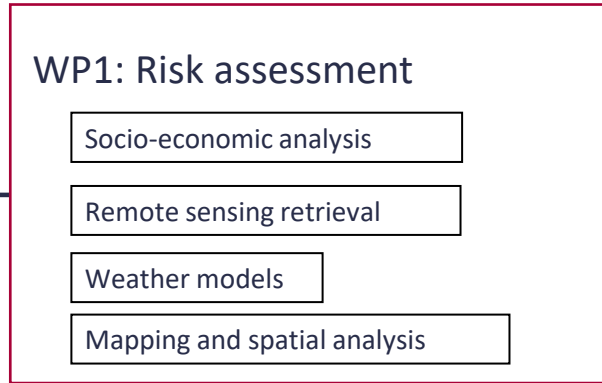 WP1: Risk assessment
Socio-economic analysis
Remote sensing retrieval
Weather models
Mapping and spatial analysis